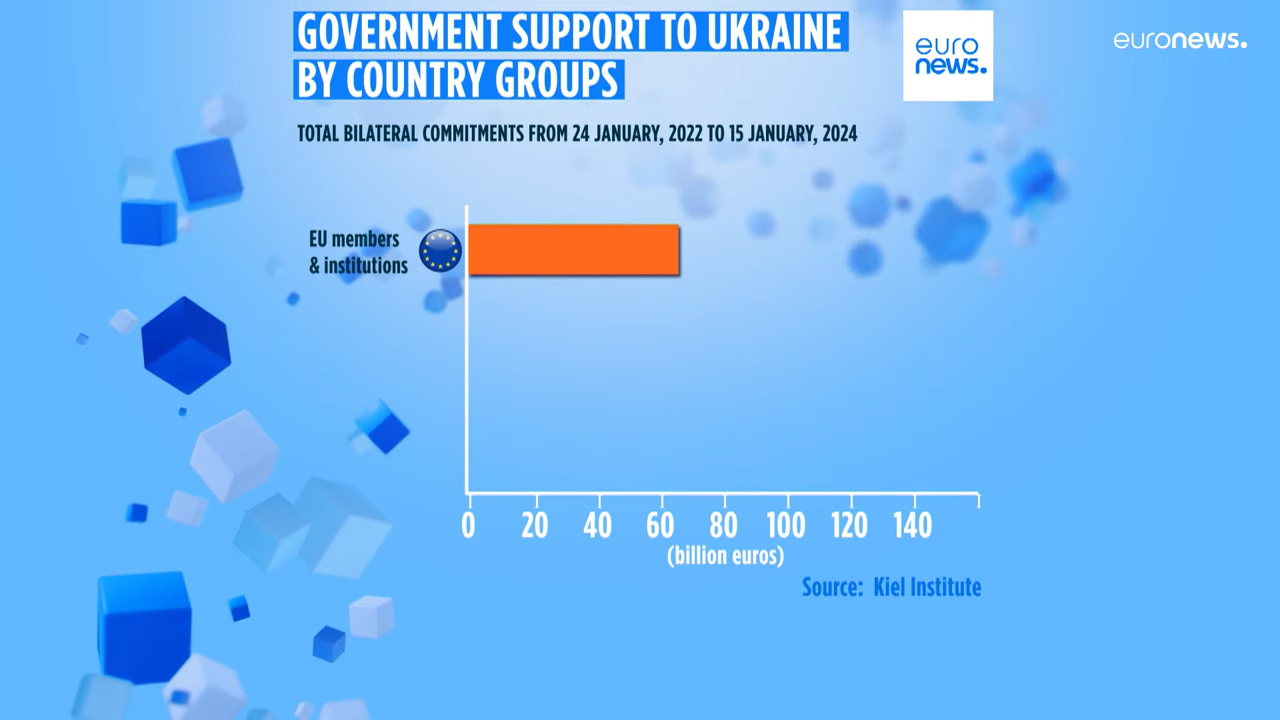 GOVERNMENT SUPPORT TO UKRAINE
BY COUNTRY GROUPS
euro
news.
euronews.
TOTAL BILATERAL COMMITMENTS FROM 24 JANUARY, 2022 TO 15 JANUARY, 2024
EU members
& institutions
0 20 40 60 80 100 120 140
(billion euros)
Source: Kiel Institute